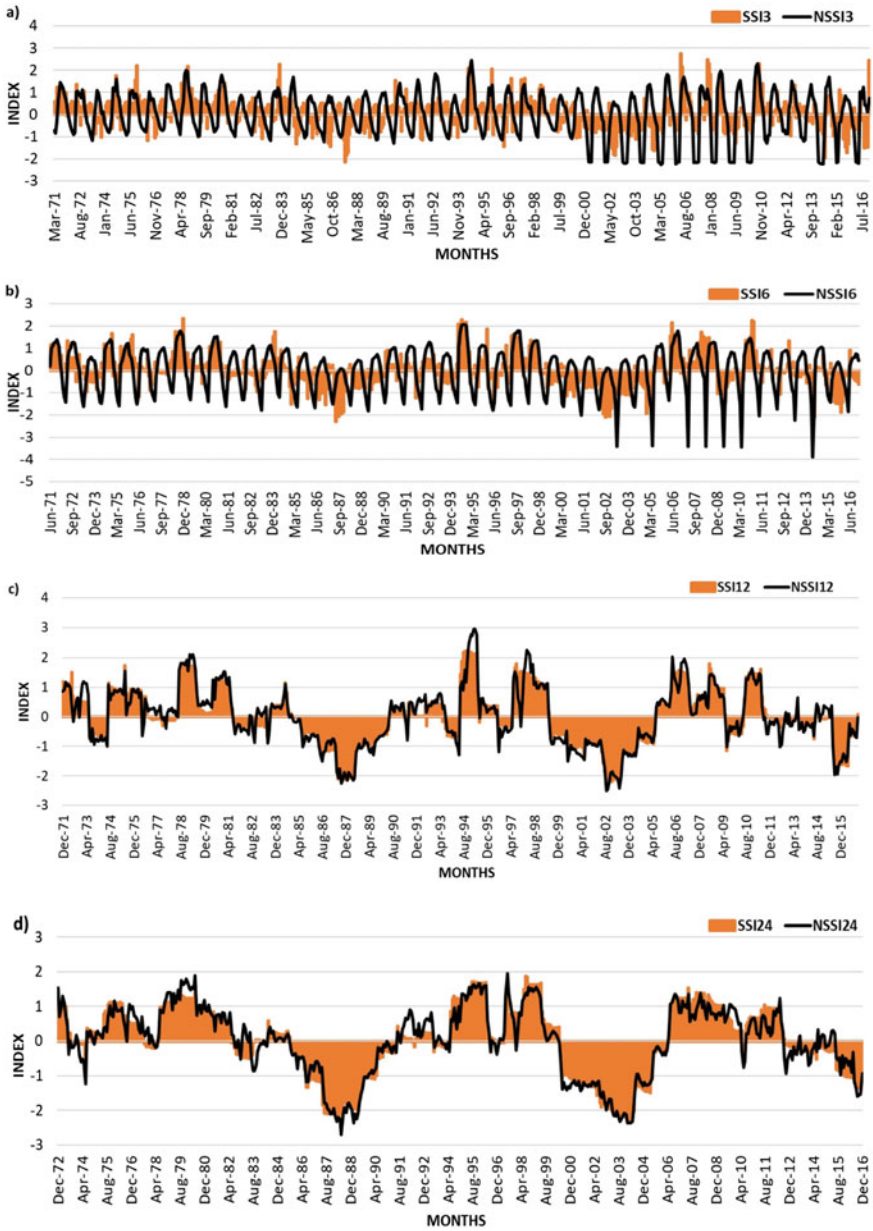 a)
SSI3 NSSI3
4
3
2
1
0
-1
-2
-3
INDEX
Mar-71 Aug-72 Jan-74 Jun-75 Nov-76 Apr-78 Sep-79 Feb-81 Jul-82 Dec-83 May-85 Oct-86 Mar-88 Aug-89 Jan-91 Jun-92 Nov-93 Apr-95 Sep-96 Feb-98 Jul-99 Dec-00 May-02 Oct-03 Mar-05 Aug-06 Jan-08 Jun-09 Nov-10 Apr-12 Sep-13 Feb-15 Jul-16
MONTHS
b)
SSI6 NSSI6
3
2
1
0
-1
-2
-3
-4
-5
INDEX
Jun-71 Sep-72 Dec-73 Mar-75 Jun-76 Sep-77 Dec-78 Mar-80 Jun-81 Sep-82 Dec-83 Mar-85 Jun-86 Sep-87 Dec-88 Mar-90 Jun-91 Sep-92 Dec-93 Mar-95 Jun-96 Sep-97 Dec-98 Mar-00 Jun-01 Sep-02 Dec-03 Mar-05 Jun-06 Sep-07 Dec-08 Mar-10 Jun-11 Sep-12 Dec-13 Mar-15 Jun-16
MONTHS
c)
SSI12 NSSI12
4
3
2
1
0
-1
-2
-3
INDEX
Dec-71 Apr-73 Aug-74 Dec-75 Apr-77 Aug-78 Dec-79 Apr-81 Aug-82 Dec-83 Apr-85 Aug-86 Dec-87 Apr-89 Aug-90 Dec-91 Apr-93 Aug-94 Dec-95 Apr-97 Aug-98 Dec-99 Apr-01 Aug-02 Dec-03 Apr-05 Aug-06 Dec-07 Apr-09 Aug-10 Dec-11 Apr-13 Aug-14 Dec-15
MONTHS
d)
SSI24 NSSI24
3
2
1
0
-1
-2
-3
INDEX
Dec-72 Apr-74 Aug-75 Dec-76 Apr-78 Aug-79 Dec-80 Apr-82 Aug-83 Dec-84 Apr-86 Aug-87 Dec-88 Apr-90 Aug-91 Dec-92 Apr-94 Aug-95 Dec-96 Apr-98 Aug-99 Dec-00 Apr-02 Aug-03 Dec-04 Apr-06 Aug-07 Dec-08 Apr-10 Aug-11 Dec-12 Apr-14 Aug-15 Dec-16
MONTHS